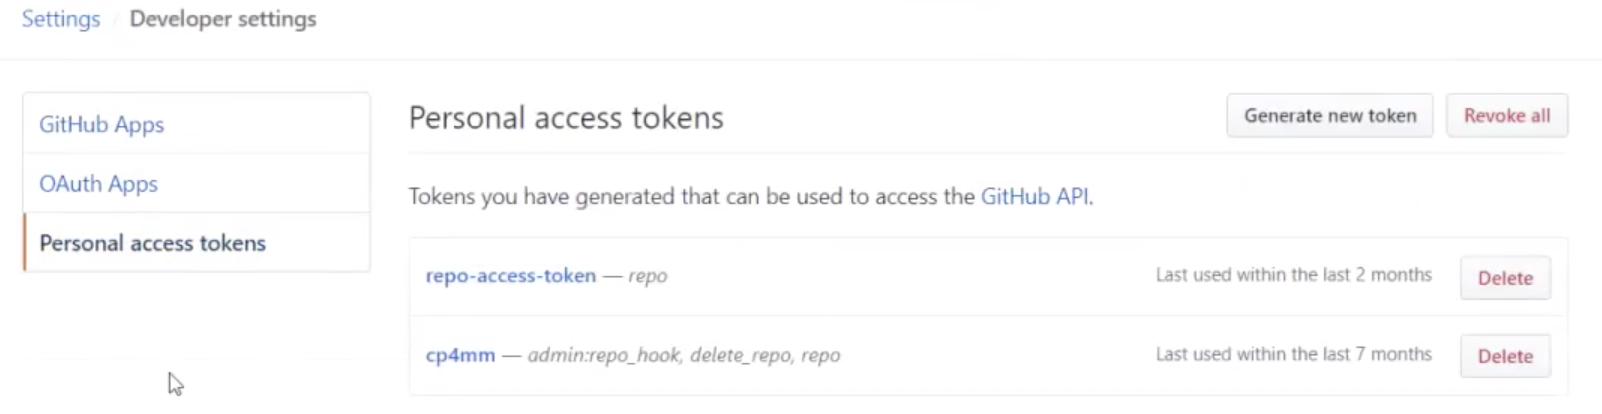 Settings / Developer settings
GitHub Apps
OAuth Apps
Personal access tokens
Personal access tokens
Generate new token
Revoke all
Tokens you have generated that can be used to access the GitHub API.
repo-access-token — repo
Last used within the last 2 months
Delete
cp4mm — admin:repo_hook, delete_repo, repo
Last used within the last 7 months
Delete